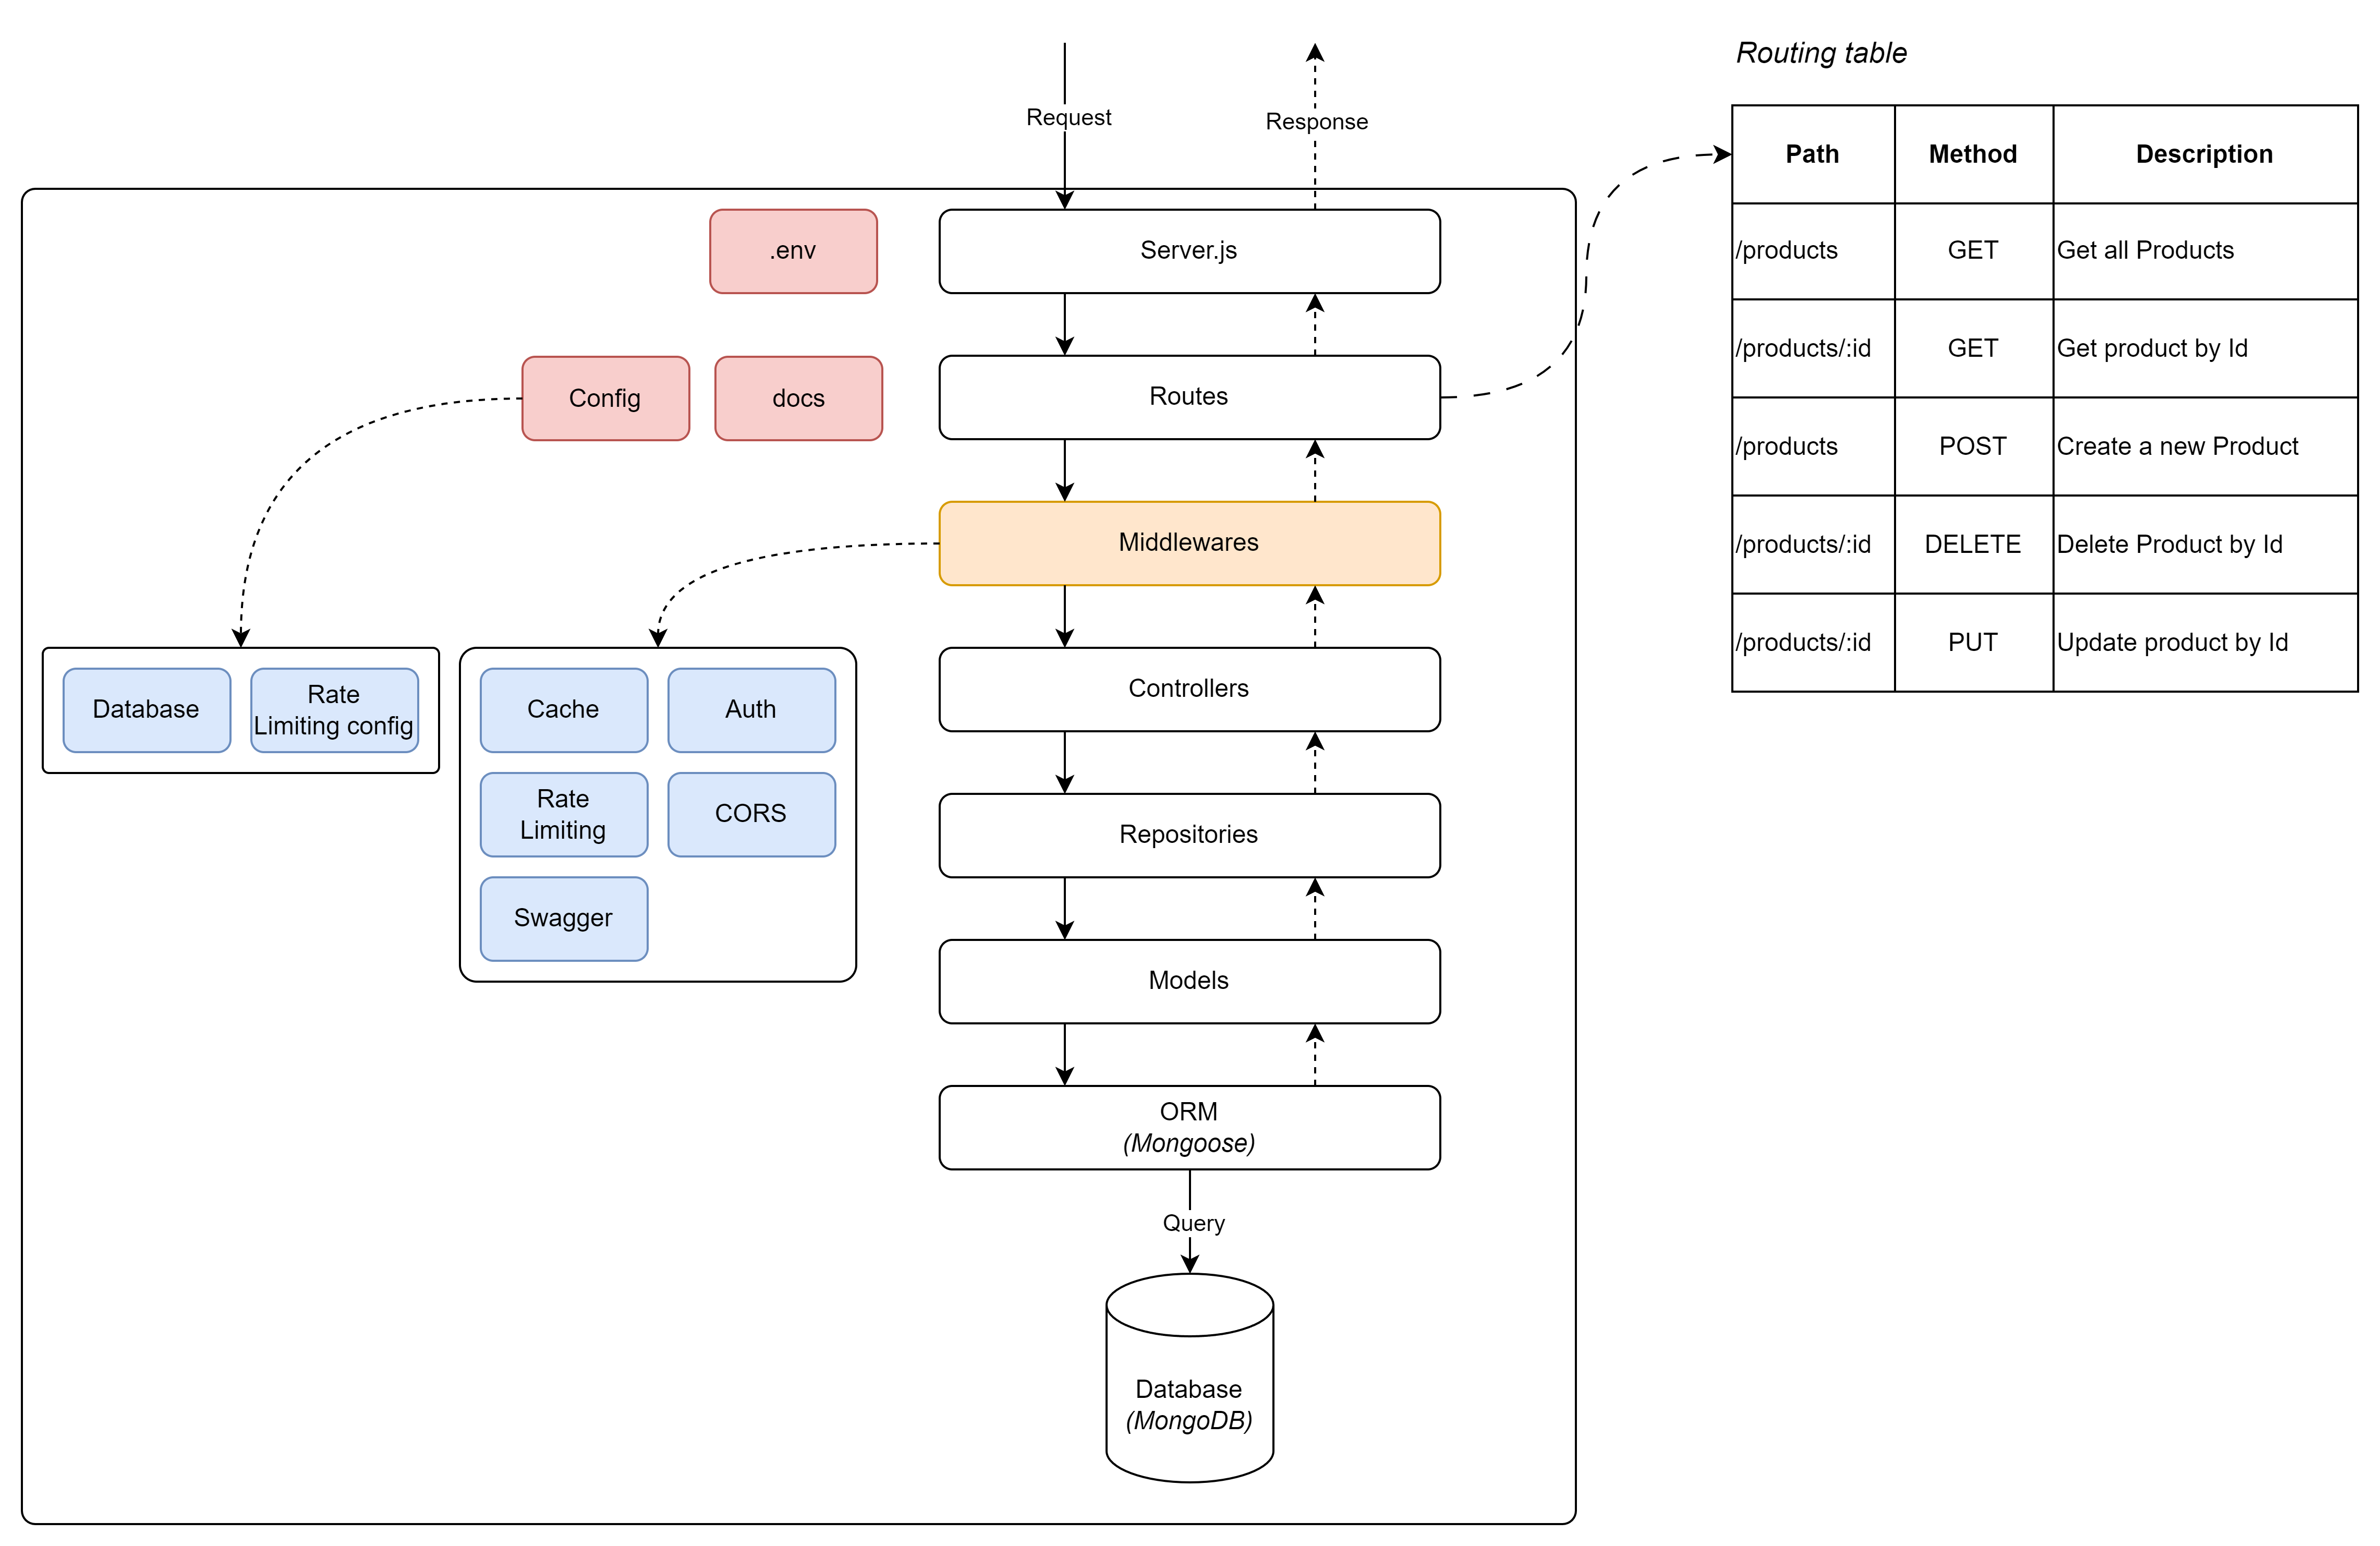 Request
Response
.env
Server.js
Config
docs
Routes
Middlewares
Database
Rate
Limiting config
Cache
Auth
Rate
Limiting
CORS
Swagger
Controllers
Repositories
Models
ORM
(Mongoose)
Query
Database
(MongoDB)
Routing table
Path Method Description
/products GET Get all Products
/products/:id GET Get product by Id
/products POST Create a new Product
/products/:id DELETE Delete Product by Id
/products/:id PUT Update product by Id